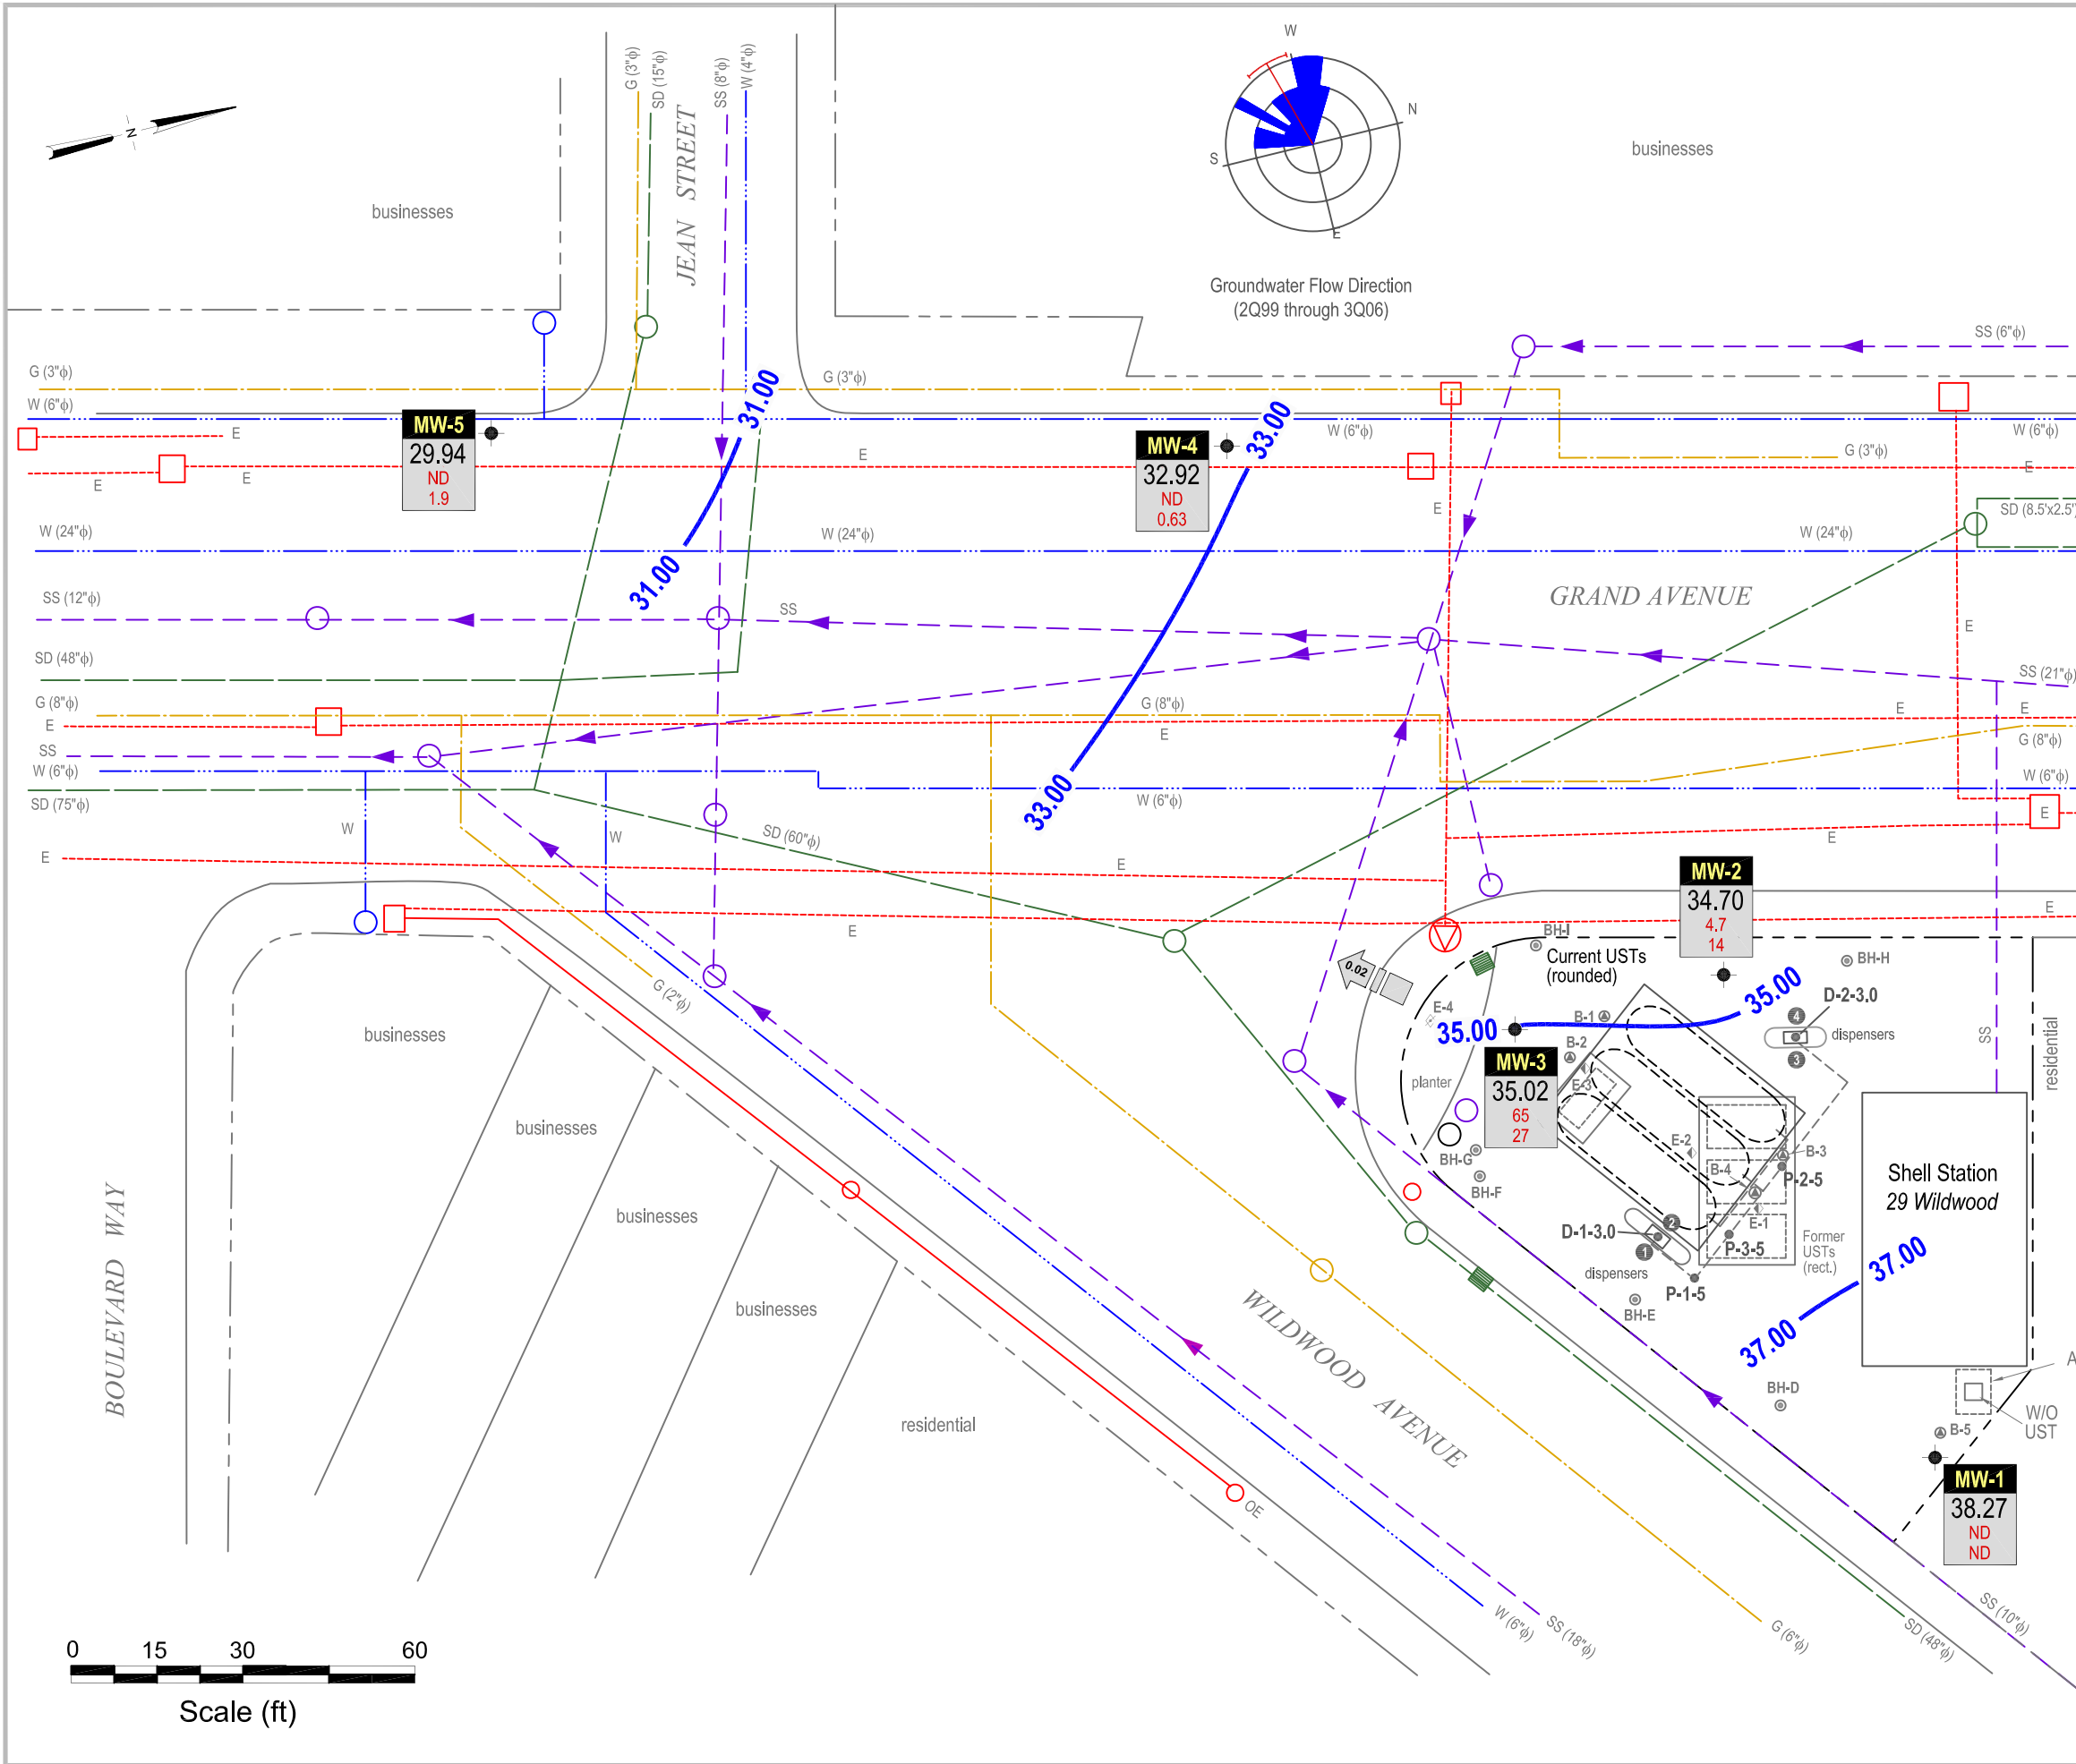 G (3"ϕ)
SD (15"ϕ)
SS (8"ϕ)
W (4"ϕ)
JEAN STREET
N
W
N
S
E
Groundwater Flow Direction
(2Q99 through 3Q06)
businesses
businesses
SS (6"ϕ)
G (3"ϕ)
G (3"ϕ)
W (6"ϕ)
31.00
33.00
W (6"ϕ)
W (6"ϕ)
E
MW-5
29.94
ND
1.9
MW-4
32.92
ND
0.63
E
G (3"ϕ)
E
E
E
E
SD (8.5'x2.5')
W (24"ϕ)
W (24"ϕ)
W (24"ϕ)
31.00
GRAND AVENUE
SS (12"ϕ)
SS
E
SD (48"ϕ)
SS (21"ϕ)
G (8"ϕ)
G (8"ϕ)
E
E
E
E
G (8"ϕ)
SS
W (6"ϕ)
W (6"ϕ)
33.00
W (6"ϕ)
SD (75"ϕ)
W
W
SD (60"ϕ)
E
E
E
E
MW-2
34.70
4.7
14
E
E
BH-I
Current USTs
(rounded)
BH-H
0.02
G (2"ϕ)
E-4
35.00
35.00
B-1
D-2-3.0
4
dispensers
3
SS
residential
businesses
B-2
E-3
MW-3
35.02
65
27
planter
businesses
BH-G
BH-F
E-2
B-4
B-3
P-2-5
E-1
Shell Station
29 Wildwood
businesses
D-1-3.0
2
1
P-3-5
Former
USTs
(rect.)
37.00
dispensers
P-1-5
BH-E
BOULEVARD WAY
businesses
WILDWOOD AVENUE
37.00
A
BH-D
W/O
UST
B-5
residential
MW-1
38.27
ND
ND
OE
W (6"ϕ)
SS (18"ϕ)
G (6"ϕ)
SD (48"ϕ)
SS (10"ϕ)
0 15 30 60
Scale (ft)